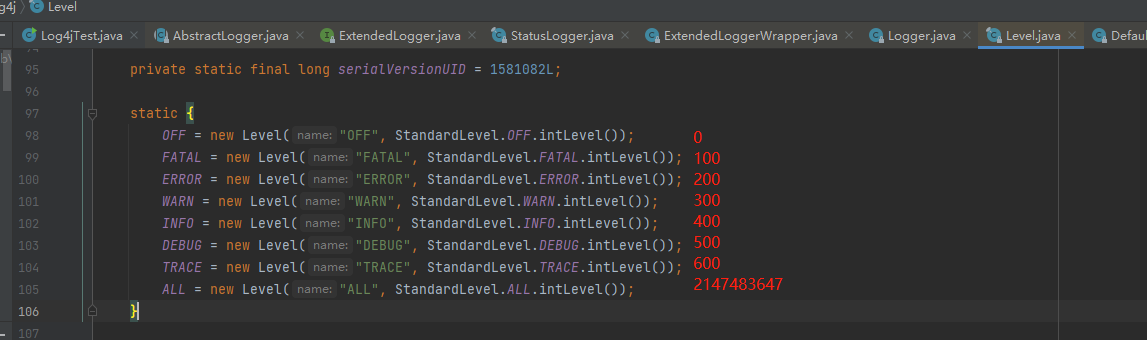 g4j Level
Log4jTest.java AbstractLogger.java ExtendedLogger.java StatusLogger.java ExtendedLoggerWrapper.java Logger.java Level.java Defaul
95 private static final long serialVersionUID = 1581082L;
96
97 static {
98 OFF = new Level( name: "OFF", StandardLevel.OFF.intLevel()); 0
99 FATAL = new Level( name: "FATAL", StandardLevel.FATAL.intLevel()); 100
100 ERROR = new Level( name: "ERROR", StandardLevel.ERROR.intLevel()); 200
101 WARN = new Level( name: "WARN", StandardLevel.WARN.intLevel()); 300
102 INFO = new Level( name: "INFO", StandardLevel.INFO.intLevel()); 400
103 DEBUG = new Level( name: "DEBUG", StandardLevel.DEBUG.intLevel()); 500
104 TRACE = new Level( name: "TRACE", StandardLevel.TRACE.intLevel()); 600
105 ALL = new Level( name: "ALL", StandardLevel.ALL.intLevel()); 2147483647
106 }
107